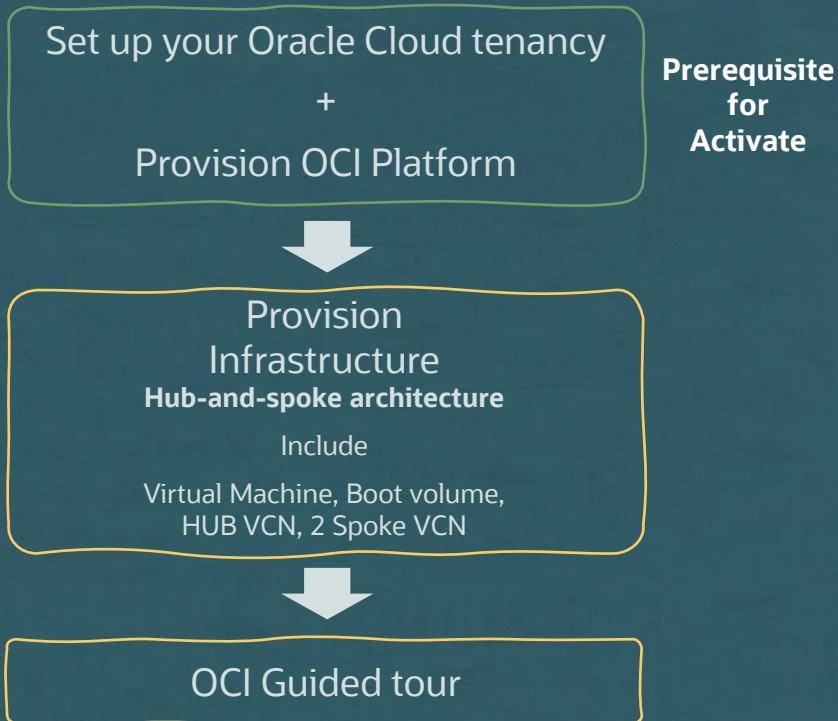 Set up your Oracle Cloud tenancy
+
Provision OCI Platform
Prerequisite
for
Activate
Provision
Infrastructure
Hub-and-spoke architecture
Include
Virtual Machine, Boot volume,
HUB VCN, 2 Spoke VCN
OCI Guided tour